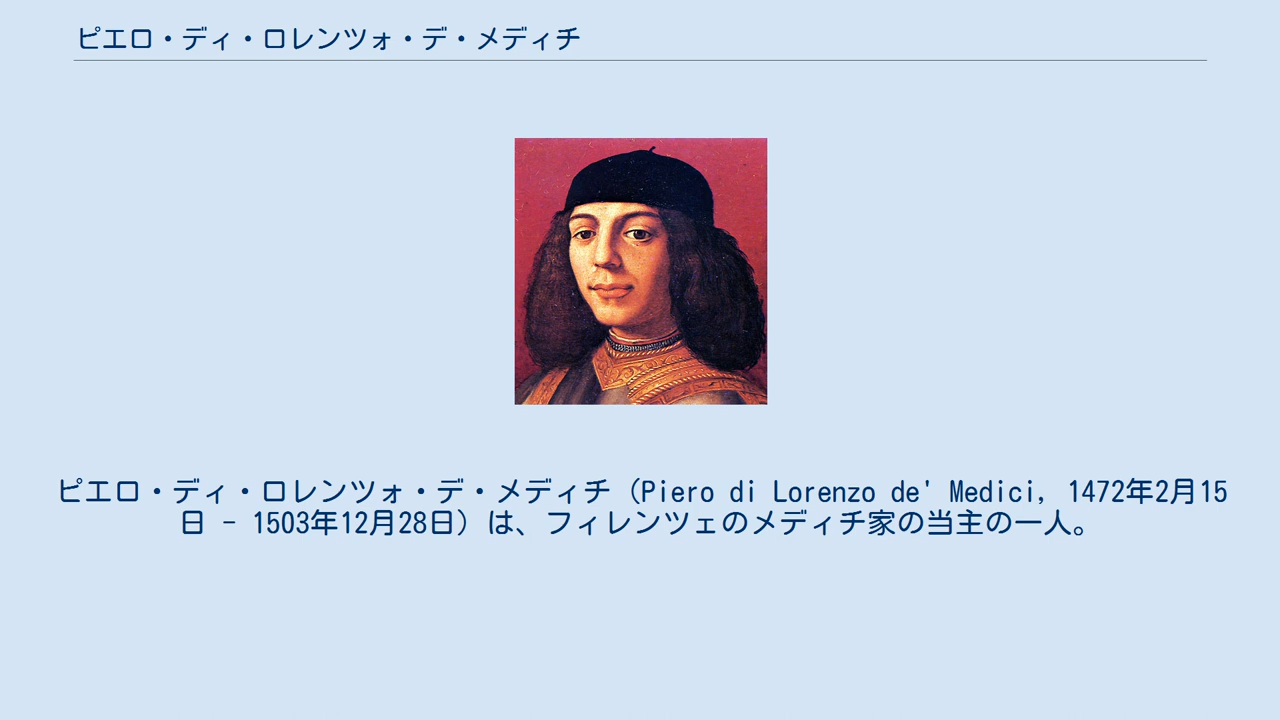 ピエロ・ディ・ロレンツォ・デ・メディチ
ピエロ・ディ・ロレンツォ・デ・メディチ（Piero di Lorenzo de' Medici, 1472年2月15
日 - 1503年12月28日）は、フィレンツェのメディチ家の当主の一人。